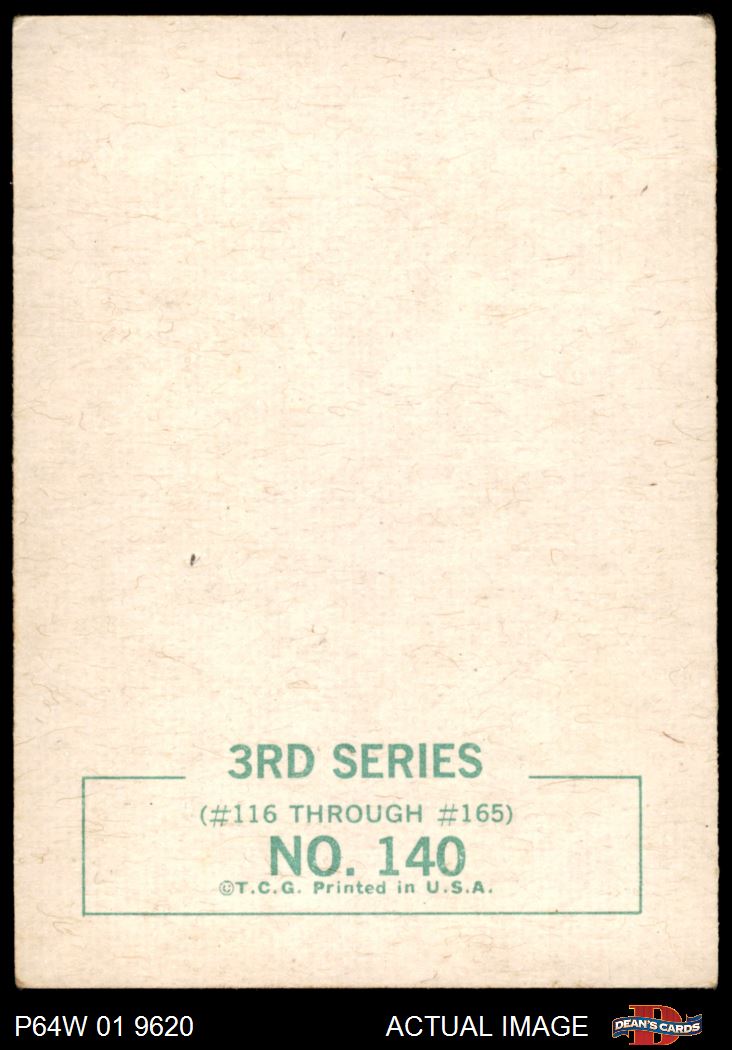 3RD SERIES
(#116 THROUGH #165)
NO. 140
©T.C.G. Printed in U.S.A.
P64W 01 9620
ACTUAL IMAGE
D
DEAN'S CARDS